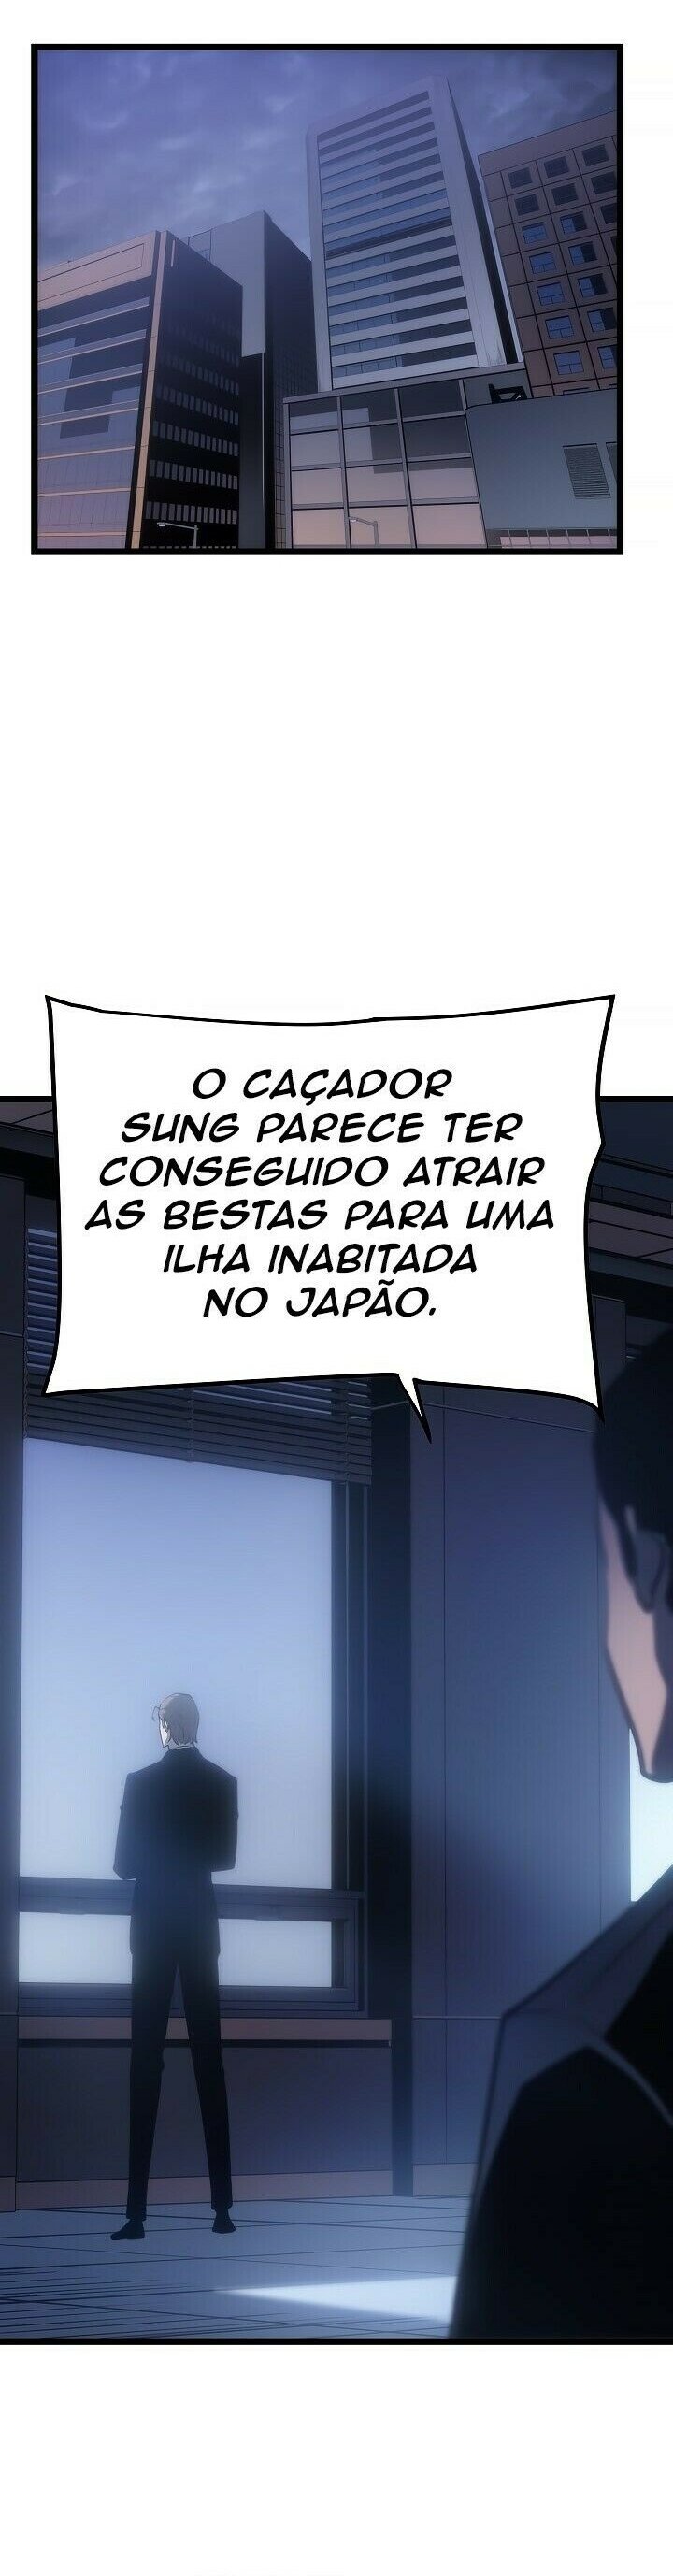 O CAÇADOR
SUNG PARECE TER
CONSEGUIDO ATRAIR
AS BESTAS PARA UMA
ILHA INABITADA
NO JAPÃO.